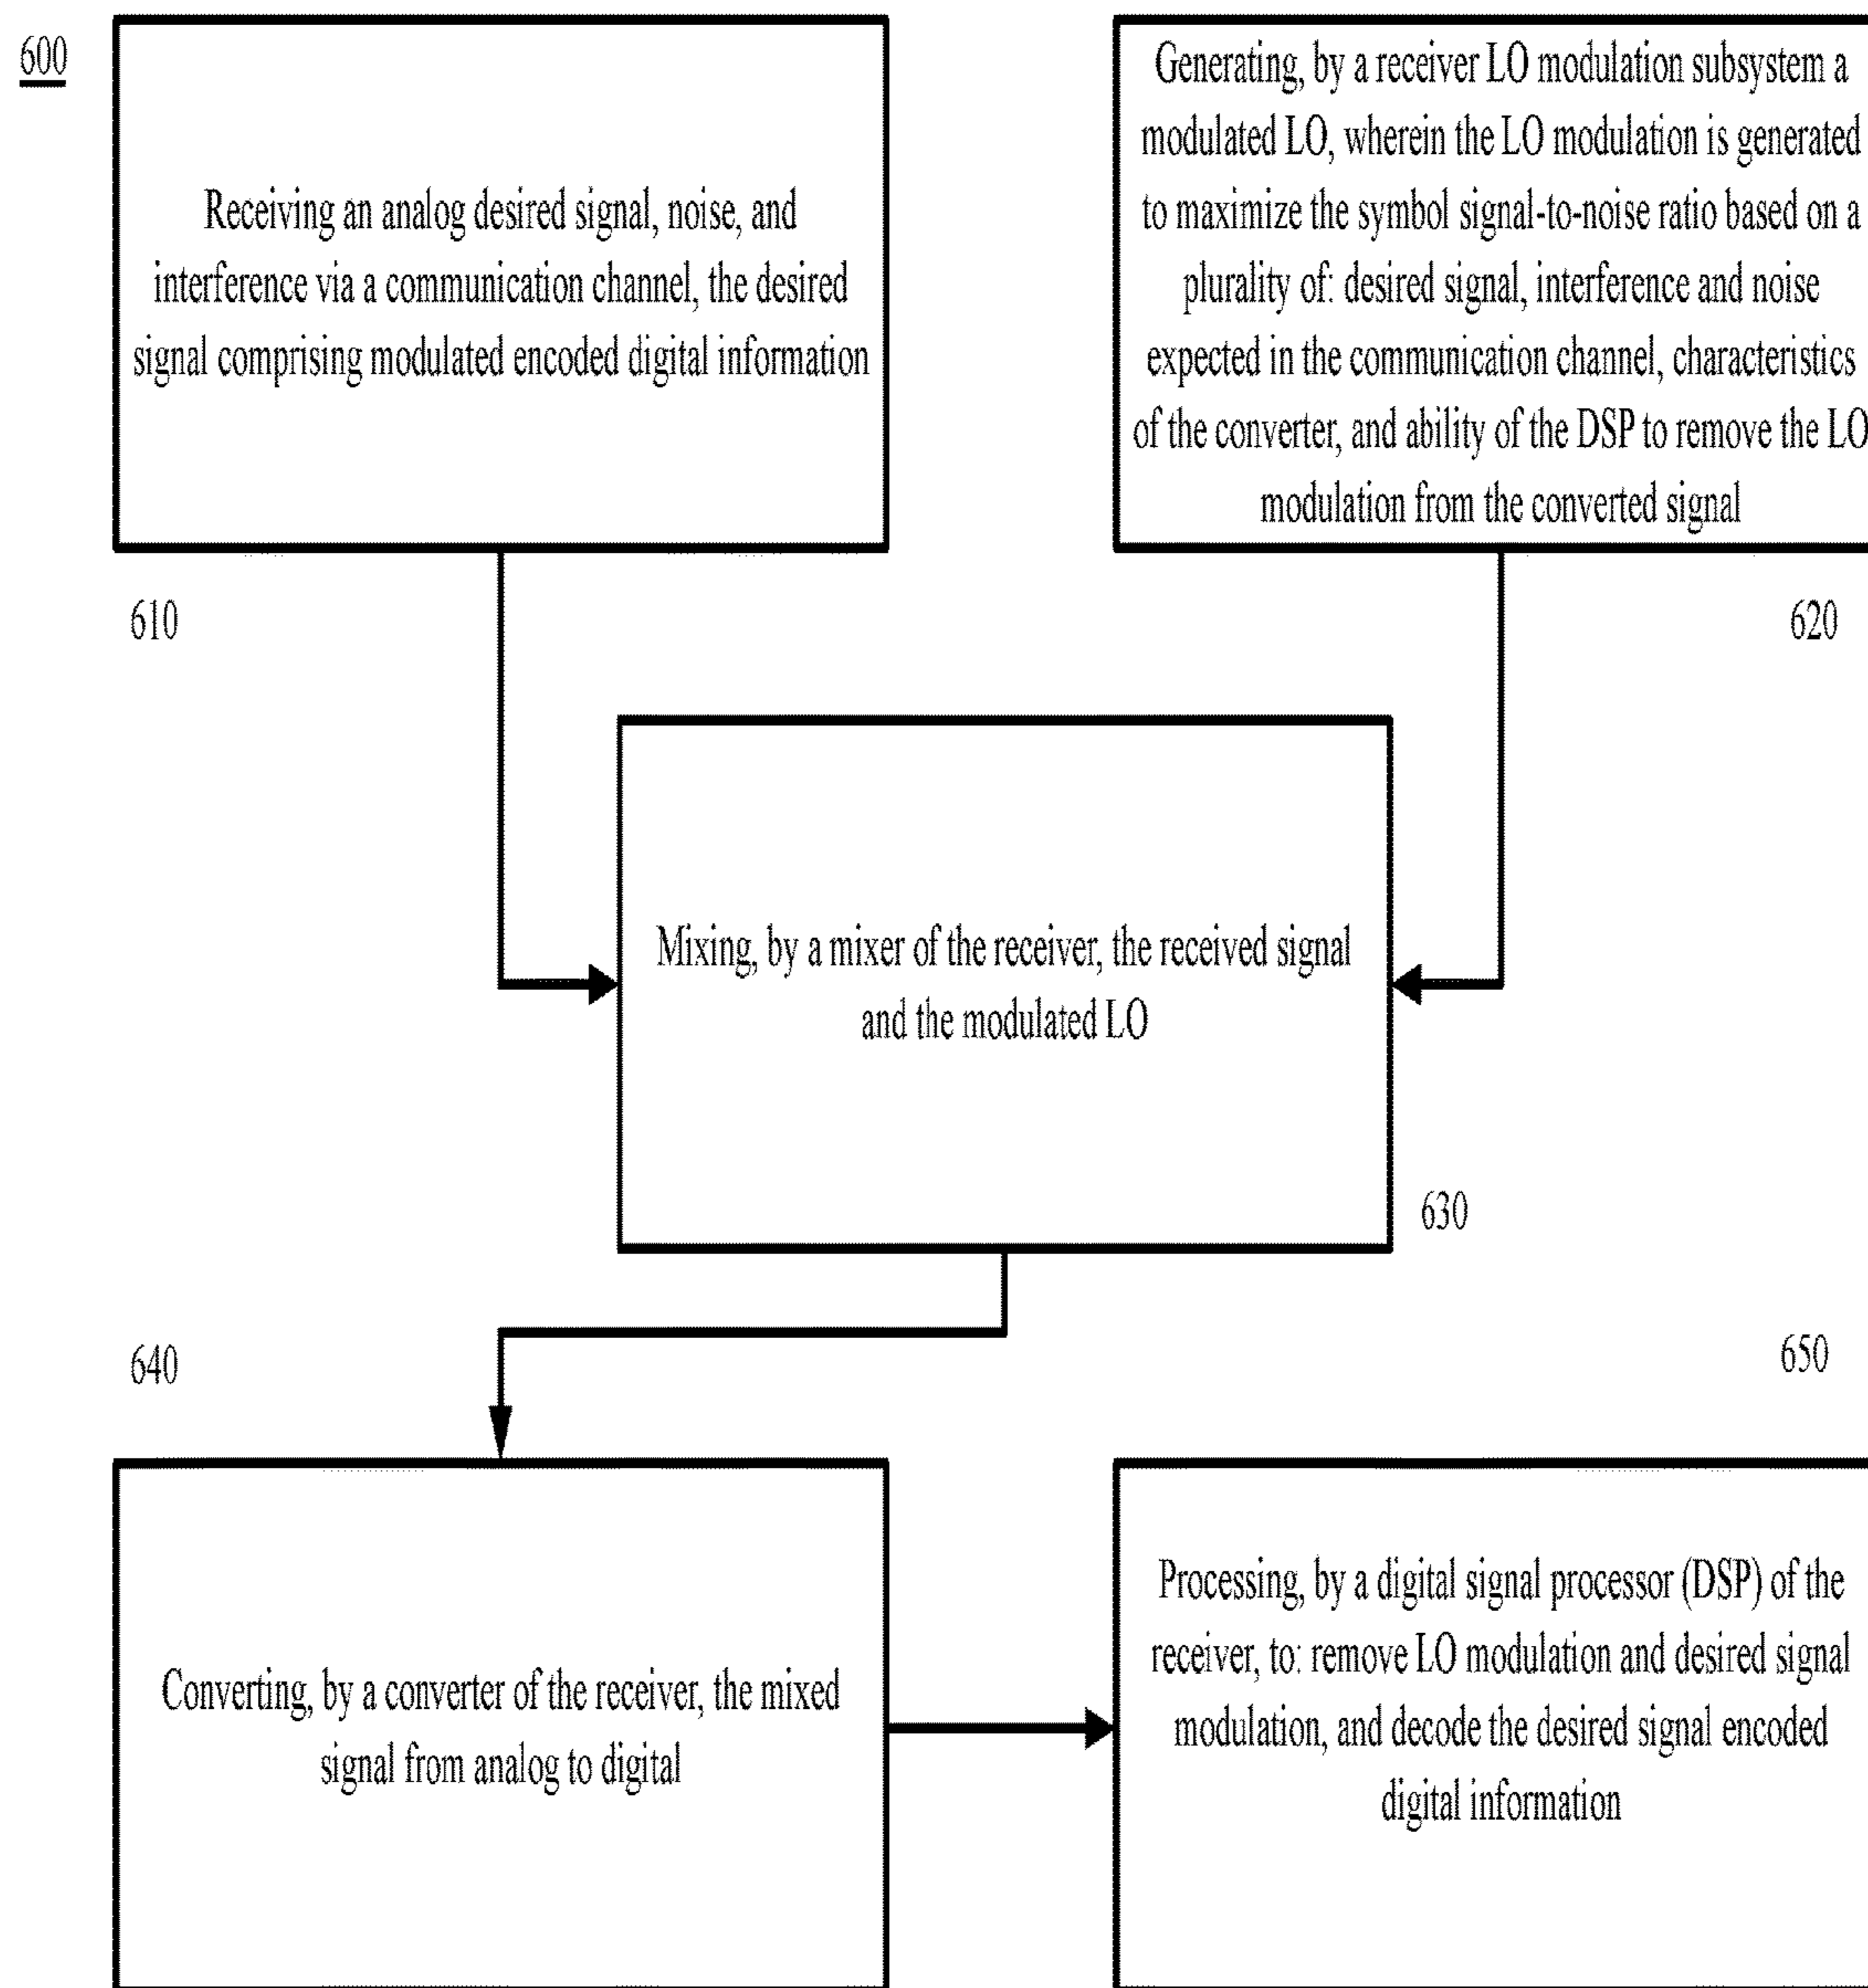 600
Receiving an analog desired signal, noise, and
interference via a communication channel, the desired
signal comprising modulated encoded digital information
610
Generating, by a receiver LO modulation subsystem a
modulated LO, wherein the LO modulation is generated
to maximize the symbol signal-to-noise ratio based on a
plurality of: desired signal, interference and noise
expected in the communication channel, characteristics
of the converter, and ability of the DSP to remove the LO
modulation from the converted signal
620
Mixing, by a mixer of the receiver, the received signal
and the modulated LO
630
640
Converting, by a converter of the receiver, the mixed
signal from analog to digital
650
Processing, by a digital signal processor (DSP) of the
receiver, to: remove LO modulation and desired signal
modulation, and decode the desired signal encoded
digital information